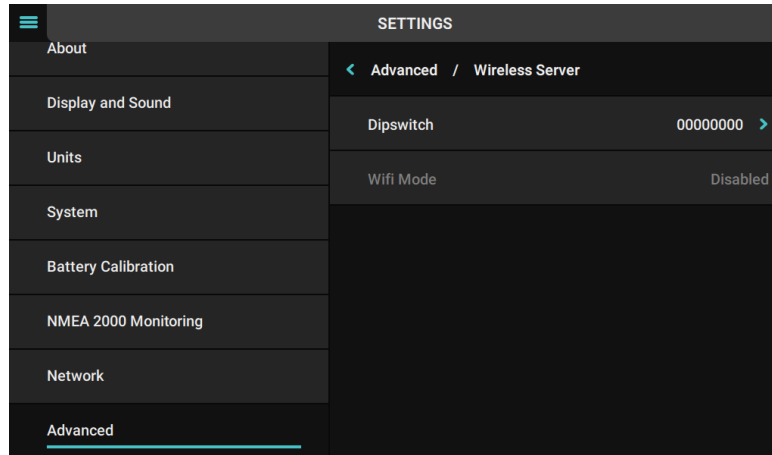 SETTINGS
About
Display and Sound
Units
System
Battery Calibration
NMEA 2000 Monitoring
Network
Advanced
Advanced / Wireless Server
Dipswitch 00000000
Wifi Mode Disabled